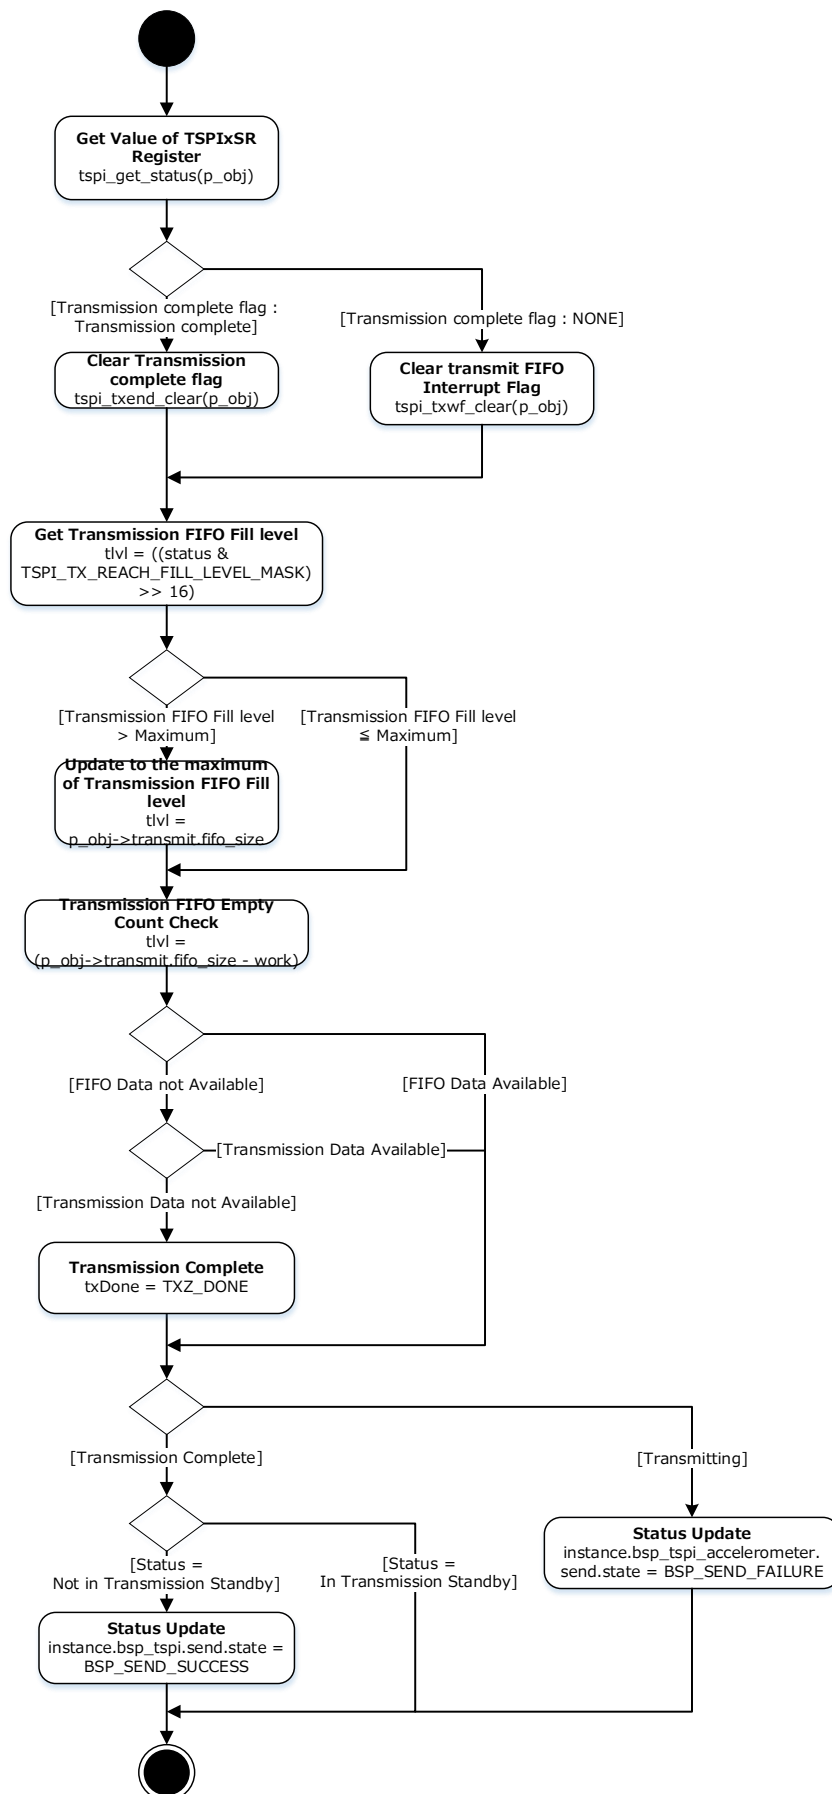 Get Value of TSPIxSR
Register
tspi_get_status(p_obj)
[Transmission complete flag :
Transmission complete]
[Transmission complete flag : NONE]
Clear Transmission
complete flag
tspi_txend_clear(p_obj)
Clear transmit FIFO
Interrupt Flag
tspi_txwf_clear(p_obj)
Get Transmission FIFO Fill level
tlvl = ((status &
TSPI_TX_REACH_FILL_LEVEL_MASK)
>> 16)
[Transmission FIFO Fill level
> Maximum]
[Transmission FIFO Fill level
≦ Maximum]
Update to the maximum
of Transmission FIFO Fill
level
tlvl =
p_obj->transmit.fifo_size
Transmission FIFO Empty
Count Check
tlvl =
(p_obj->transmit.fifo_size - work)
[FIFO Data not Available]
[FIFO Data Available]
[Transmission Data Available]
[Transmission Data not Available]
Transmission Complete
txDone = TXZ_DONE
[Transmission Complete]
[Transmitting]
[Status =
Not in Transmission Standby]
[Status =
In Transmission Standby]
Status Update
instance.bsp_tspi_accelerometer.
send.state = BSP_SEND_FAILURE
Status Update
instance.bsp_tspi.send.state =
BSP_SEND_SUCCESS